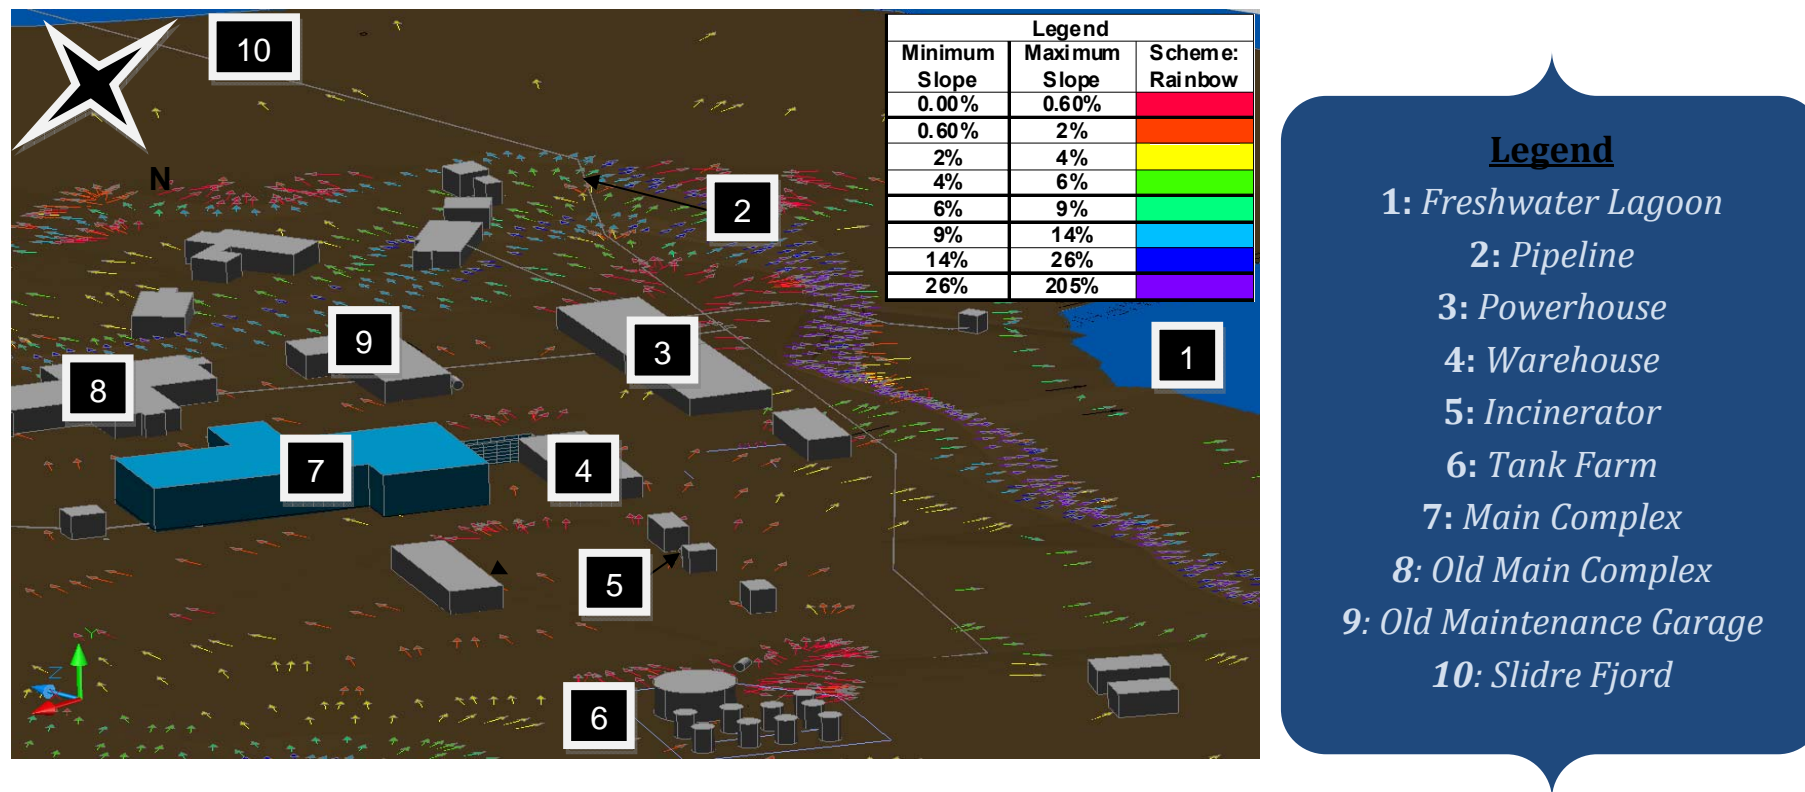 10
N
2
9
3
1
8
7
4
5
6
Y
Z
Legend
Minimum Slope Maximum Slope Scheme: Rainbow
0.00% 0.60%
0.60% 2%
2% 4%
4% 6%
6% 9%
9% 14%
14% 26%
26% 205%
Legend
1: Freshwater Lagoon
2: Pipeline
3: Powerhouse
4: Warehouse
5: Incinerator
6: Tank Farm
7: Main Complex
8: Old Main Complex
9: Old Maintenance Garage
10: Slidre Fjord